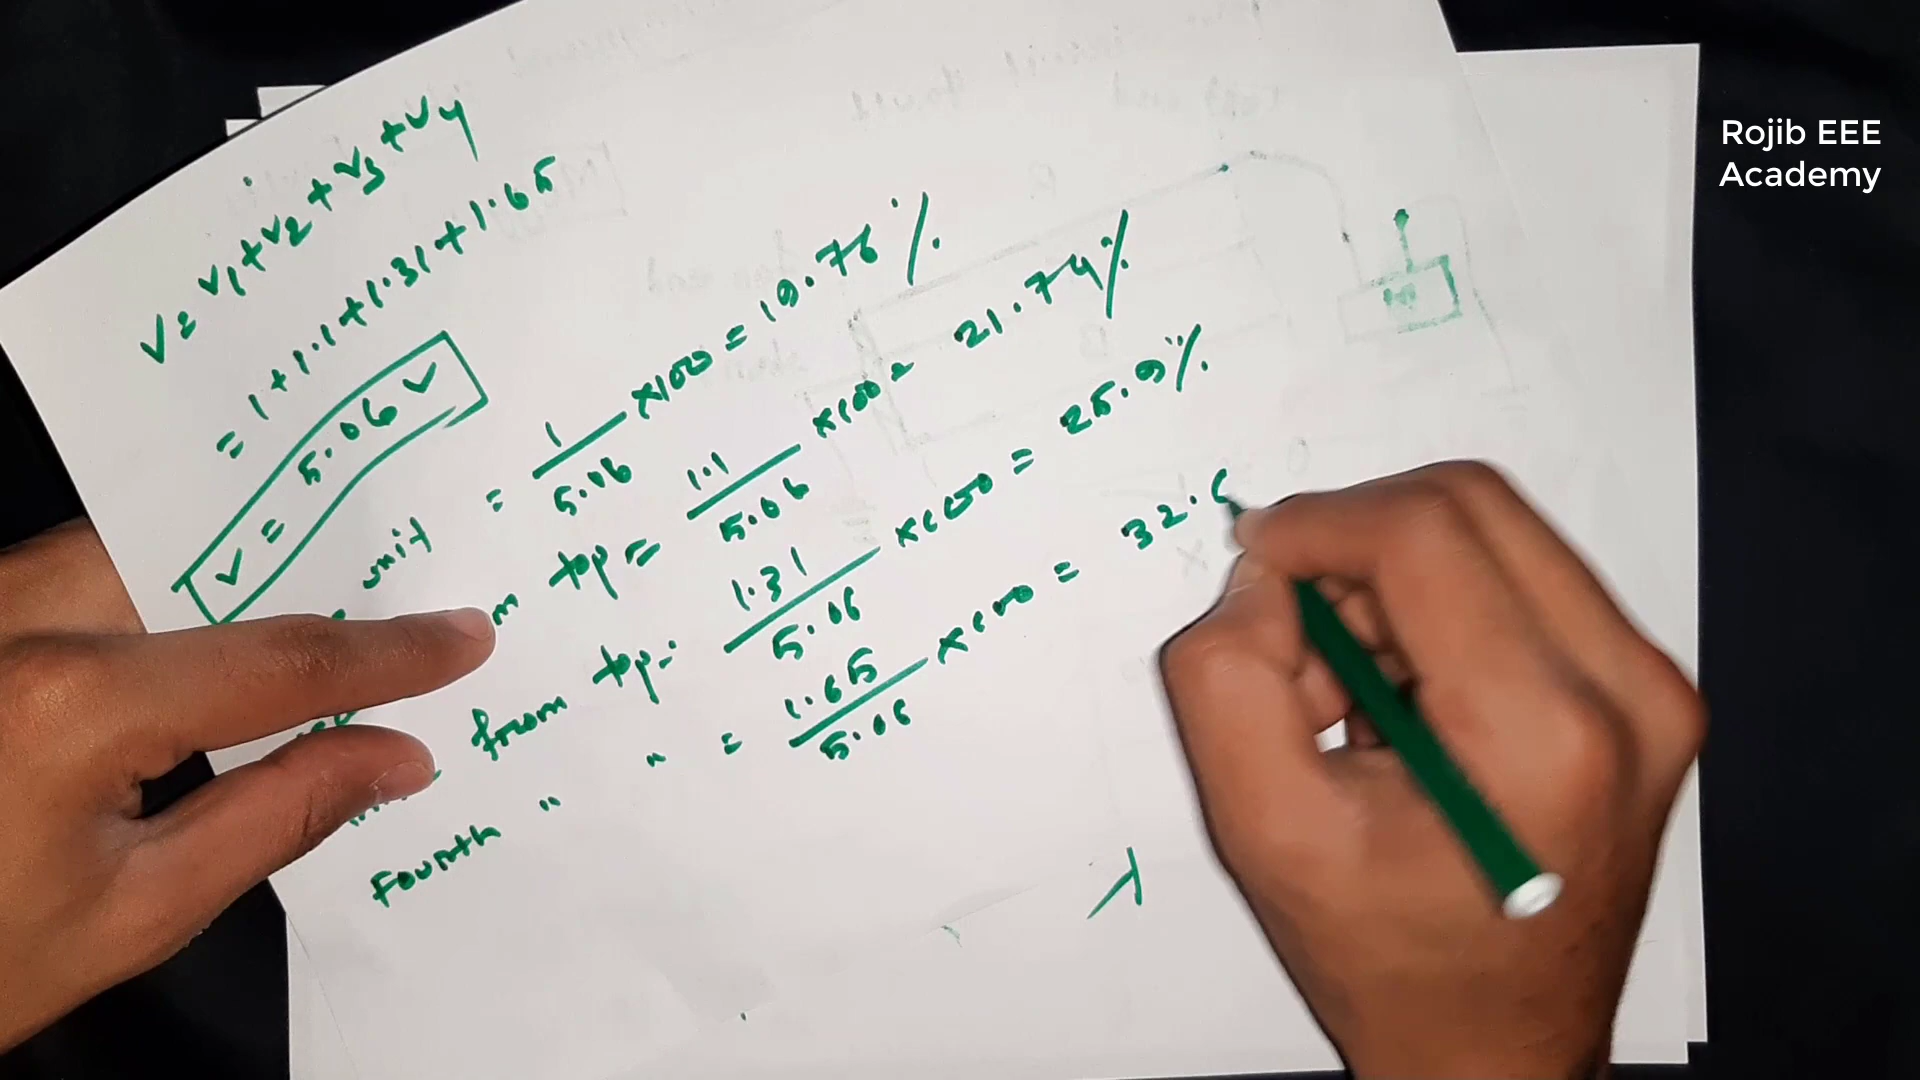 V = V1+V2+V3+V4
= 1+1.1+1.31+1.65
V = 5.06 V
unit = 1/5.06 ×100 = 19.76%
top = 1.1/5.06 ×100 = 21.74%
from top = 1.31/5.06 ×100 = 25.9%
Fourth " " = 1.65/5.06 ×100 = 32.6
Rojib EEE
Academy